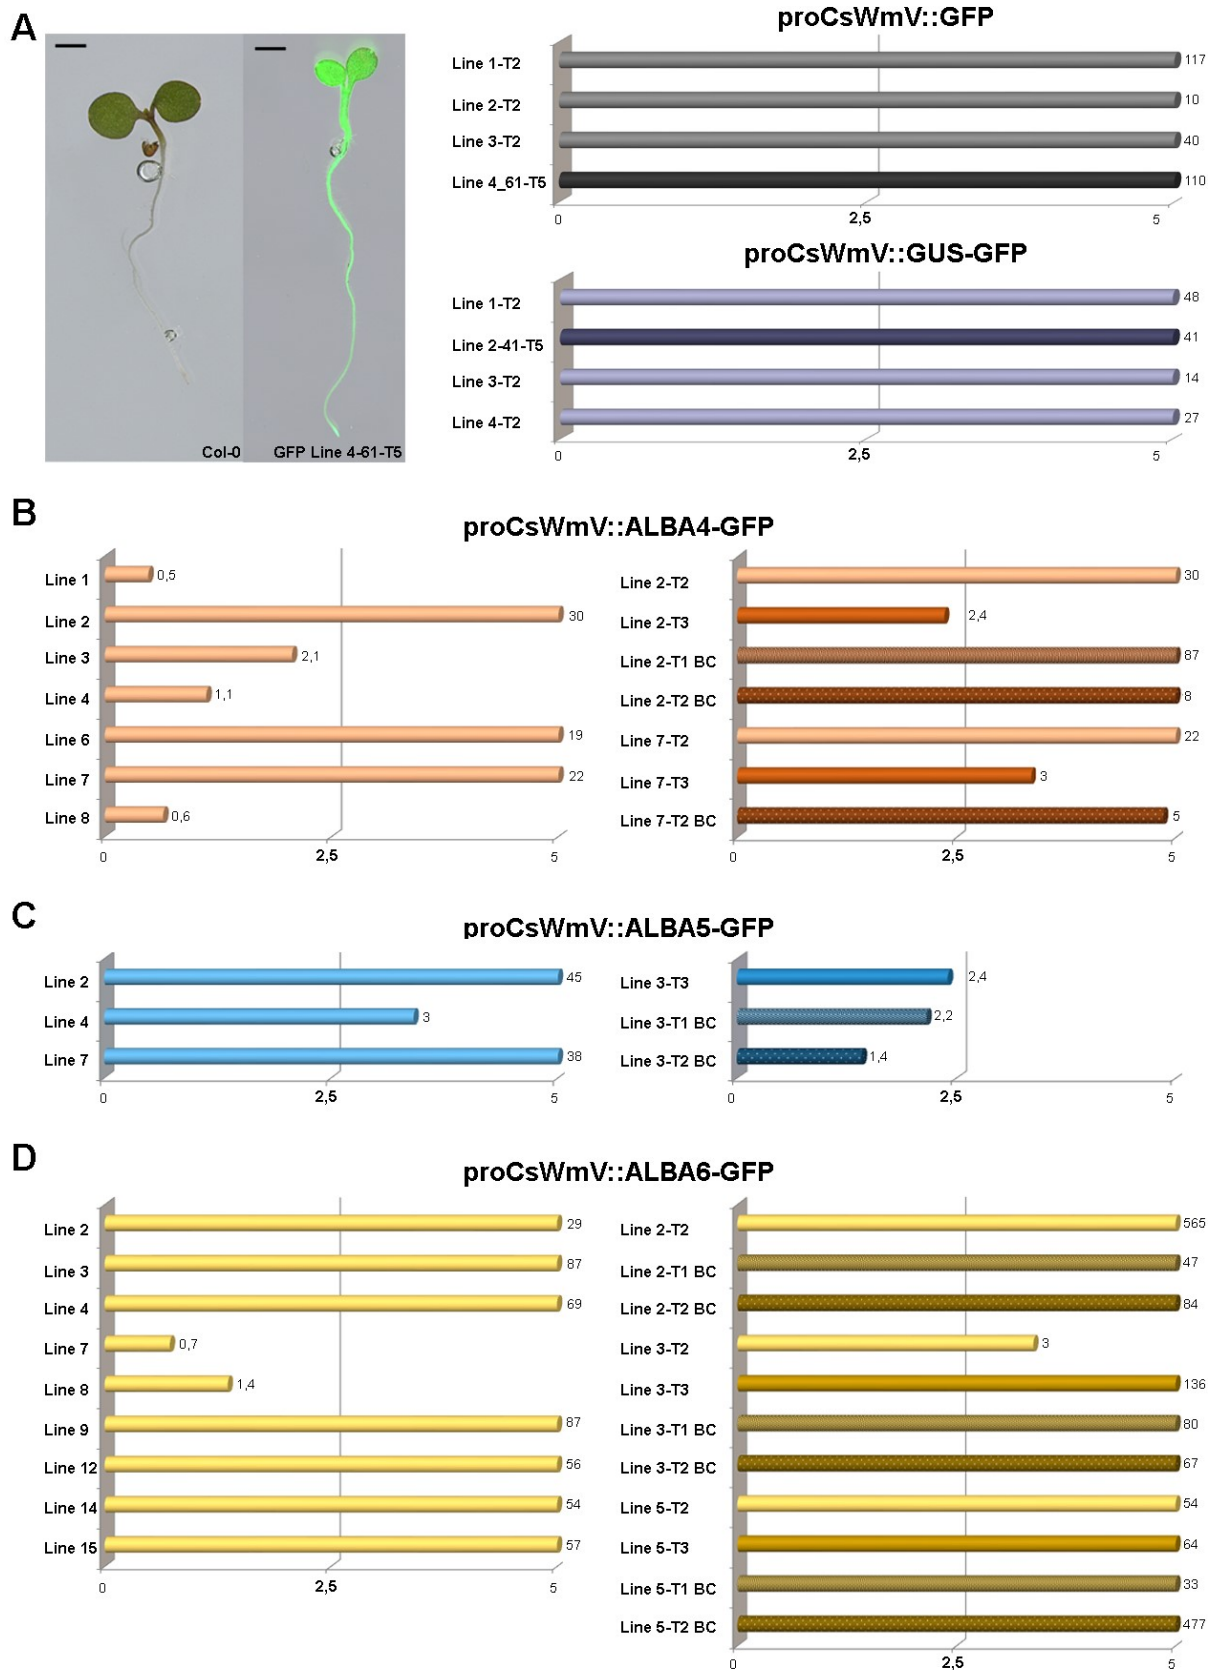 A
Col-0
GFP Line 4-61-T5
proCsWmV::GFP
Line 1-T2 117
Line 2-T2 10
Line 3-T2 40
Line 4_61-T5 110
0 2,5 5
proCsWmV::GUS-GFP
Line 1-T2 48
Line 2-41-T5 41
Line 3-T2 14
Line 4-T2 27
0 2,5 5
B
proCsWmV::ALBA4-GFP
Line 1 0,5
Line 2 30
Line 3 2,1
Line 4 1,1
Line 6 19
Line 7 22
Line 8 0,6
0 2,5 5
Line 2-T2 30
Line 2-T3 2,4
Line 2-T1 BC 87
Line 2-T2 BC 8
Line 7-T2 22
Line 7-T3 3
Line 7-T2 BC 5
0 2,5 5
C
proCsWmV::ALBA5-GFP
Line 2 45
Line 4 3
Line 7 38
0 2,5 5
Line 3-T3 2,4
Line 3-T1 BC 2,2
Line 3-T2 BC 1,4
0 2,5 5
D
proCsWmV::ALBA6-GFP
Line 2 29
Line 3 87
Line 4 69
Line 7 0,7
Line 8 1,4
Line 9 87
Line 12 56
Line 14 54
Line 15 57
0 2,5 5
Line 2-T2 565
Line 2-T1 BC 47
Line 2-T2 BC 84
Line 3-T2 3
Line 3-T3 136
Line 3-T1 BC 80
Line 3-T2 BC 67
Line 5-T2 54
Line 5-T3 64
Line 5-T1 BC 33
Line 5-T2 BC 477
0 2,5 5